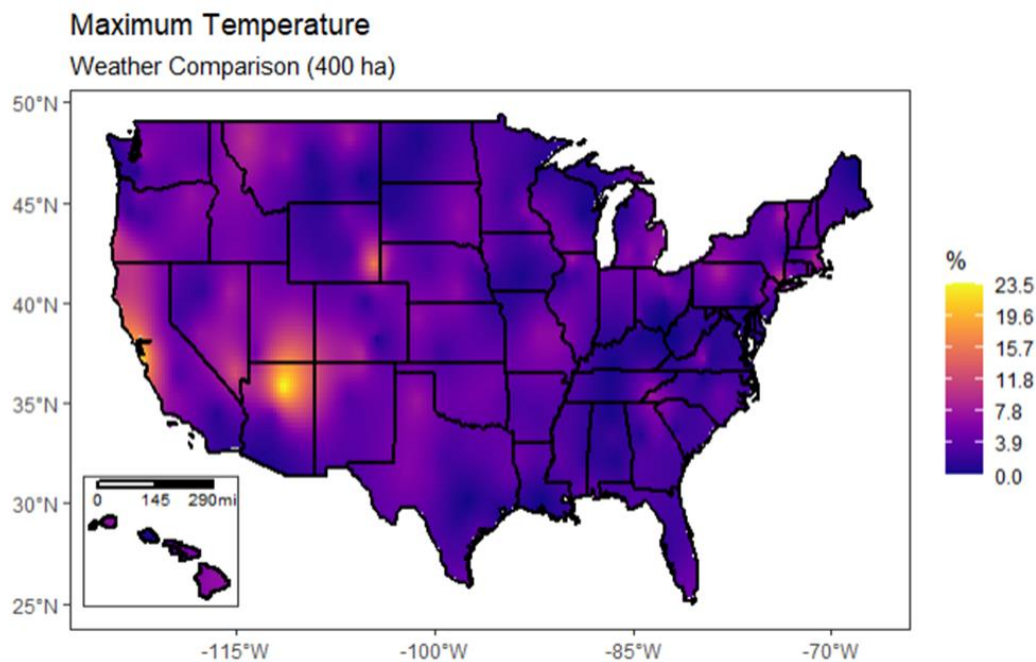 Maximum Temperature
Weather Comparison (400 ha)
50°N
45°N
40°N
35°N
30°N
25°N
0 145 290mi
-115°W -100°W -85°W -70°W
%
23.5
19.6
15.7
11.8
7.8
3.9
0.0